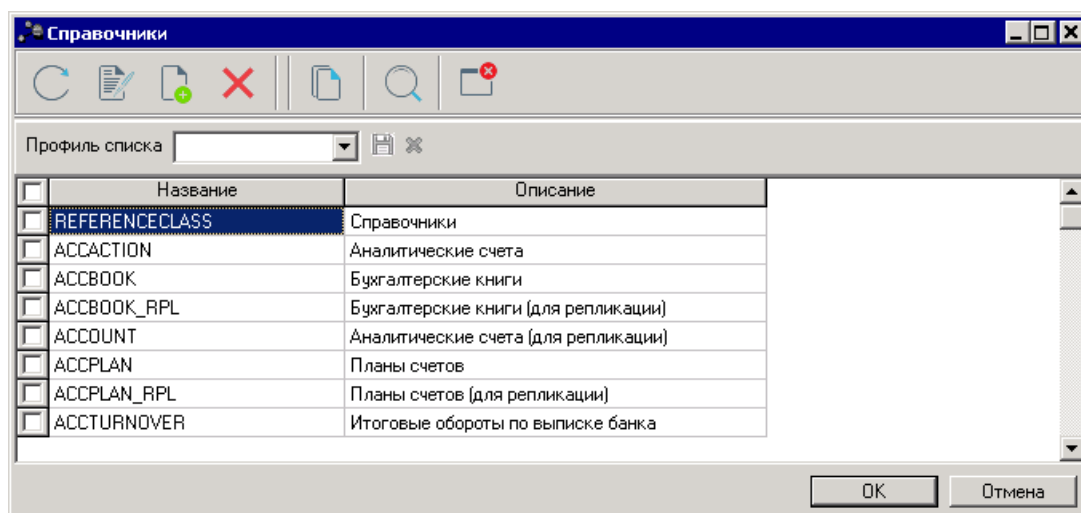 Справочники
Профиль списка
Название Описание
REFERENCECLASS Справочники
ACCACTION Аналитические счета
ACCBOOK Бухгалтерские книги
ACCBOOK_RPL Бухгалтерские книги (для репликации)
ACCOUNT Аналитические счета (для репликации)
ACCPLAN Планы счетов
ACCPLAN_RPL Планы счетов (для репликации)
ACCTURNOVER Итоговые обороты по выписке банка
OK Отмена